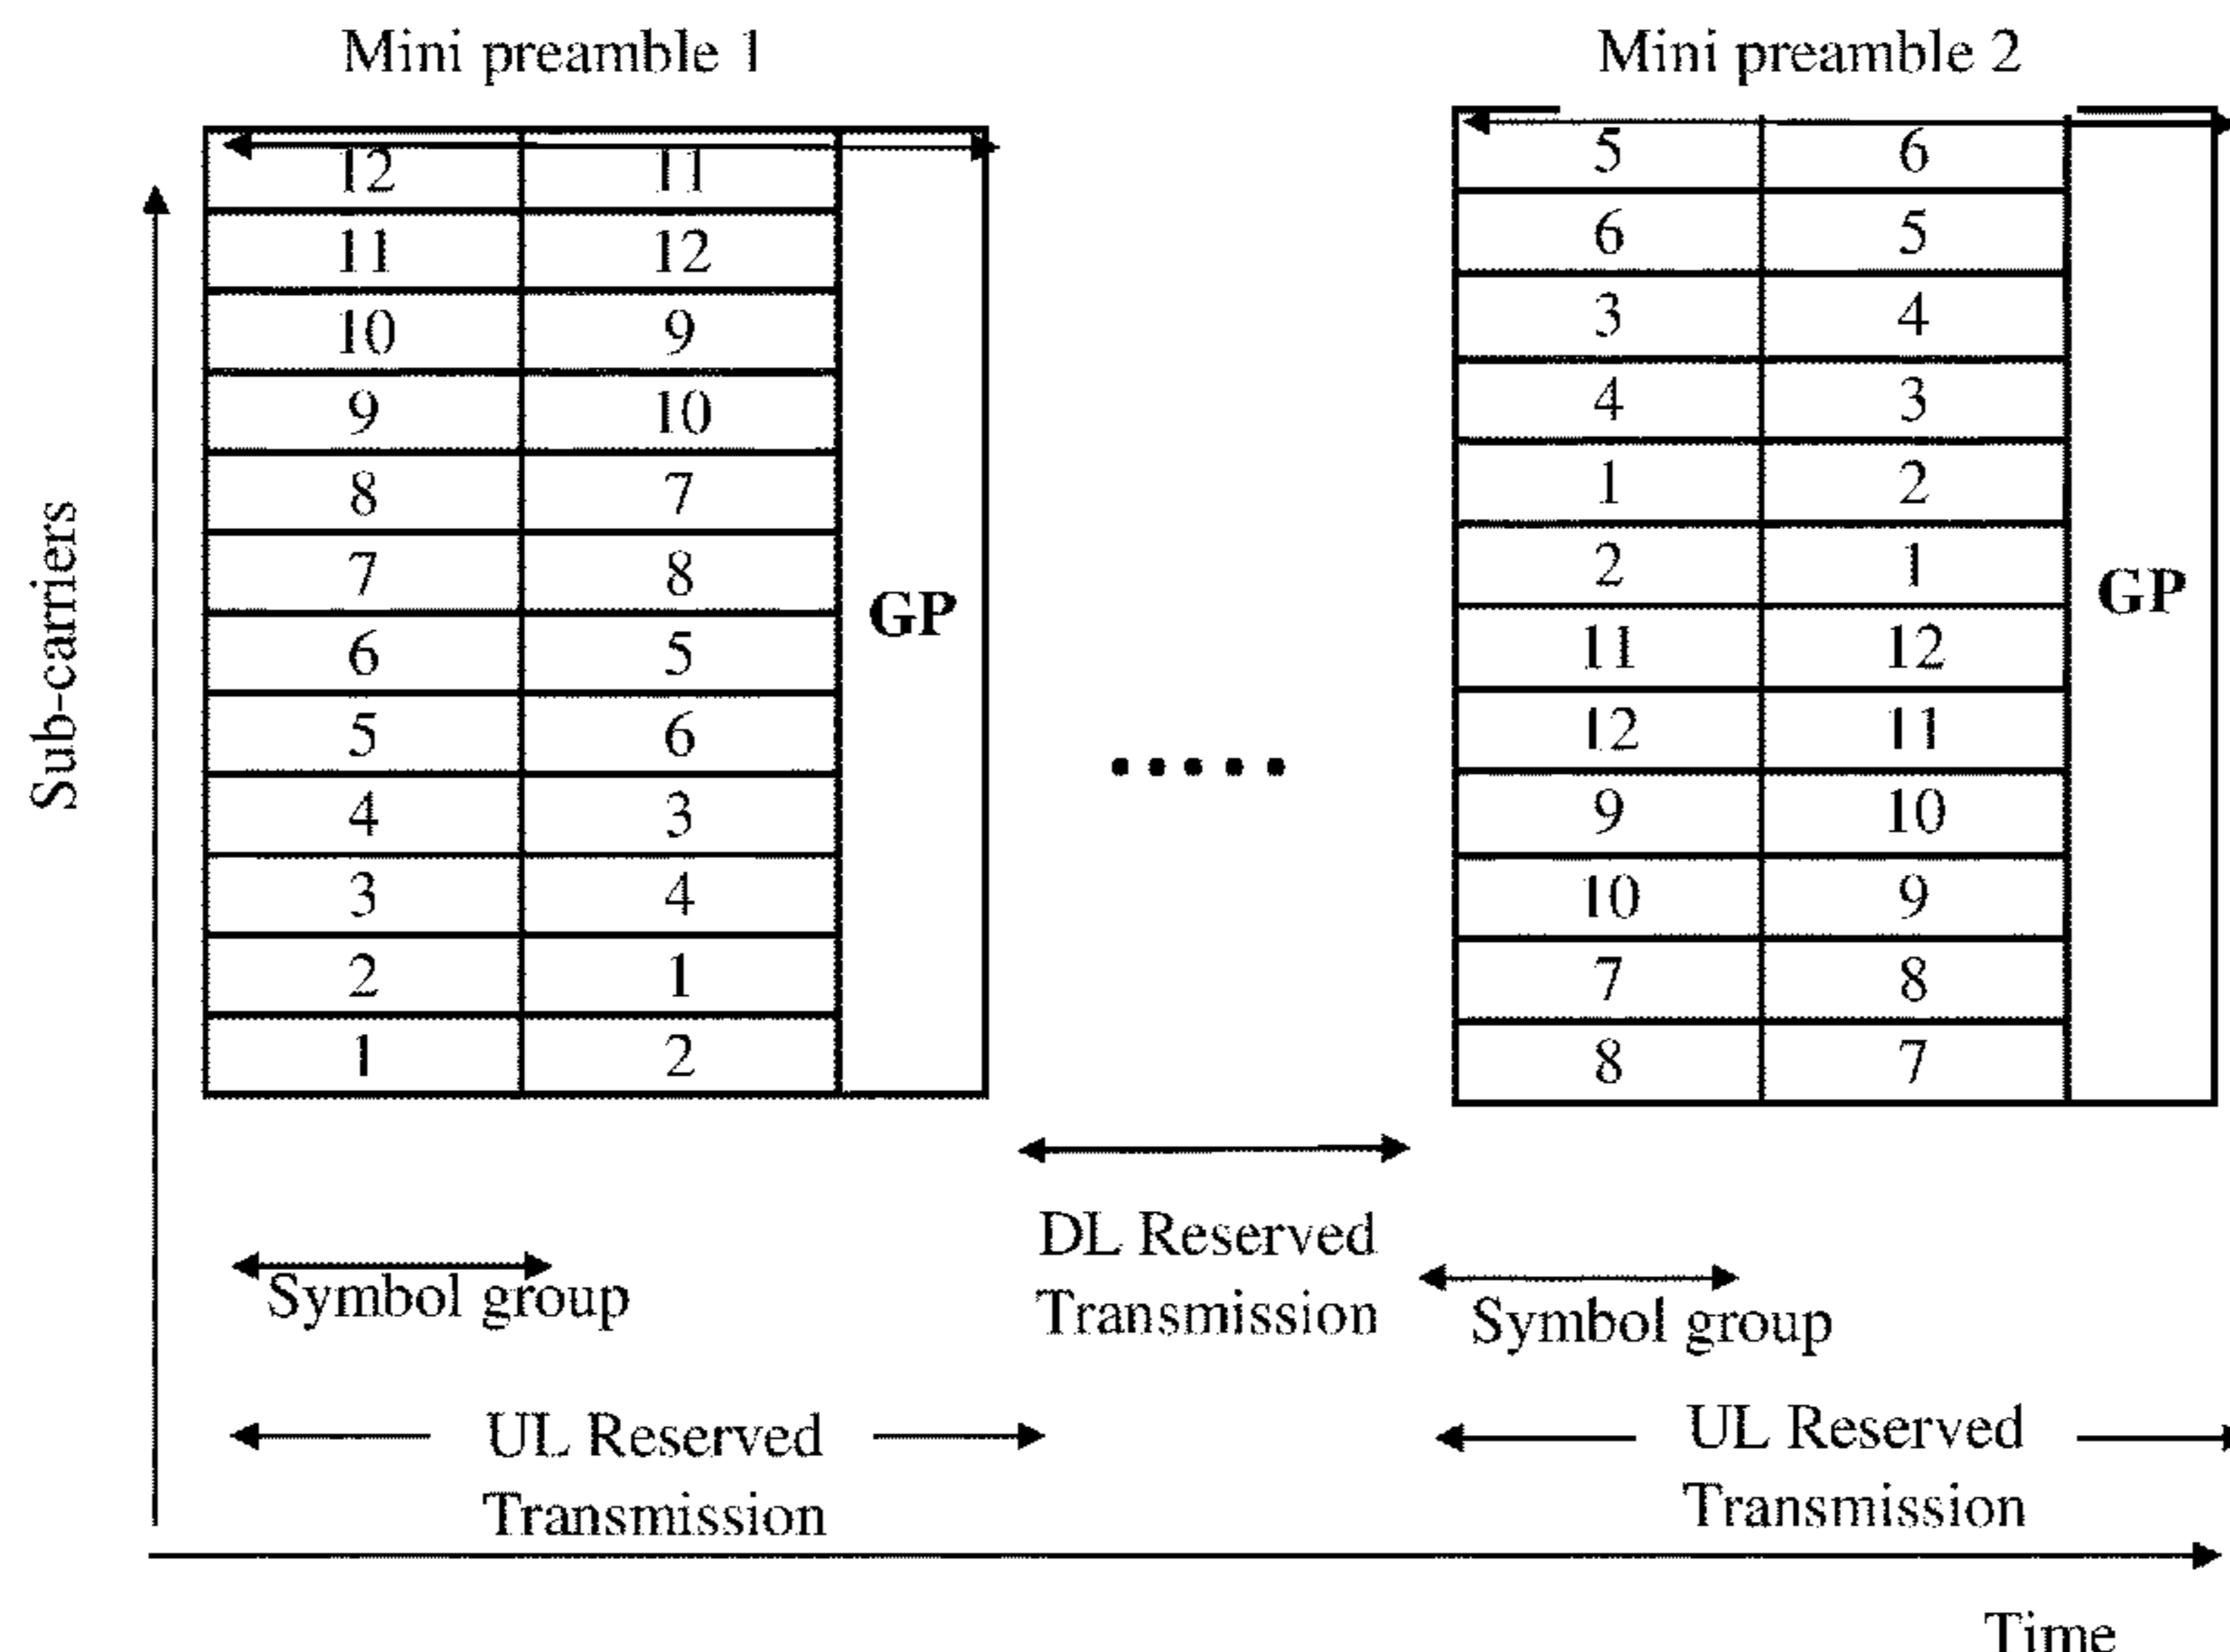 Mini preamble 1
Mini preamble 2
12 11
11 12
10 9
9 10
8 7
7 8
6 5
5 6
4 3
3 4
2 1
1 2
GP
Sub-carriers
.....
5 6
6 5
3 4
4 3
1 2
2 1
11 12
12 11
9 10
10 9
7 8
8 7
GP
Symbol group
DL Reserved
Transmission
Symbol group
UL Reserved
Transmission
UL Reserved
Transmission
Time